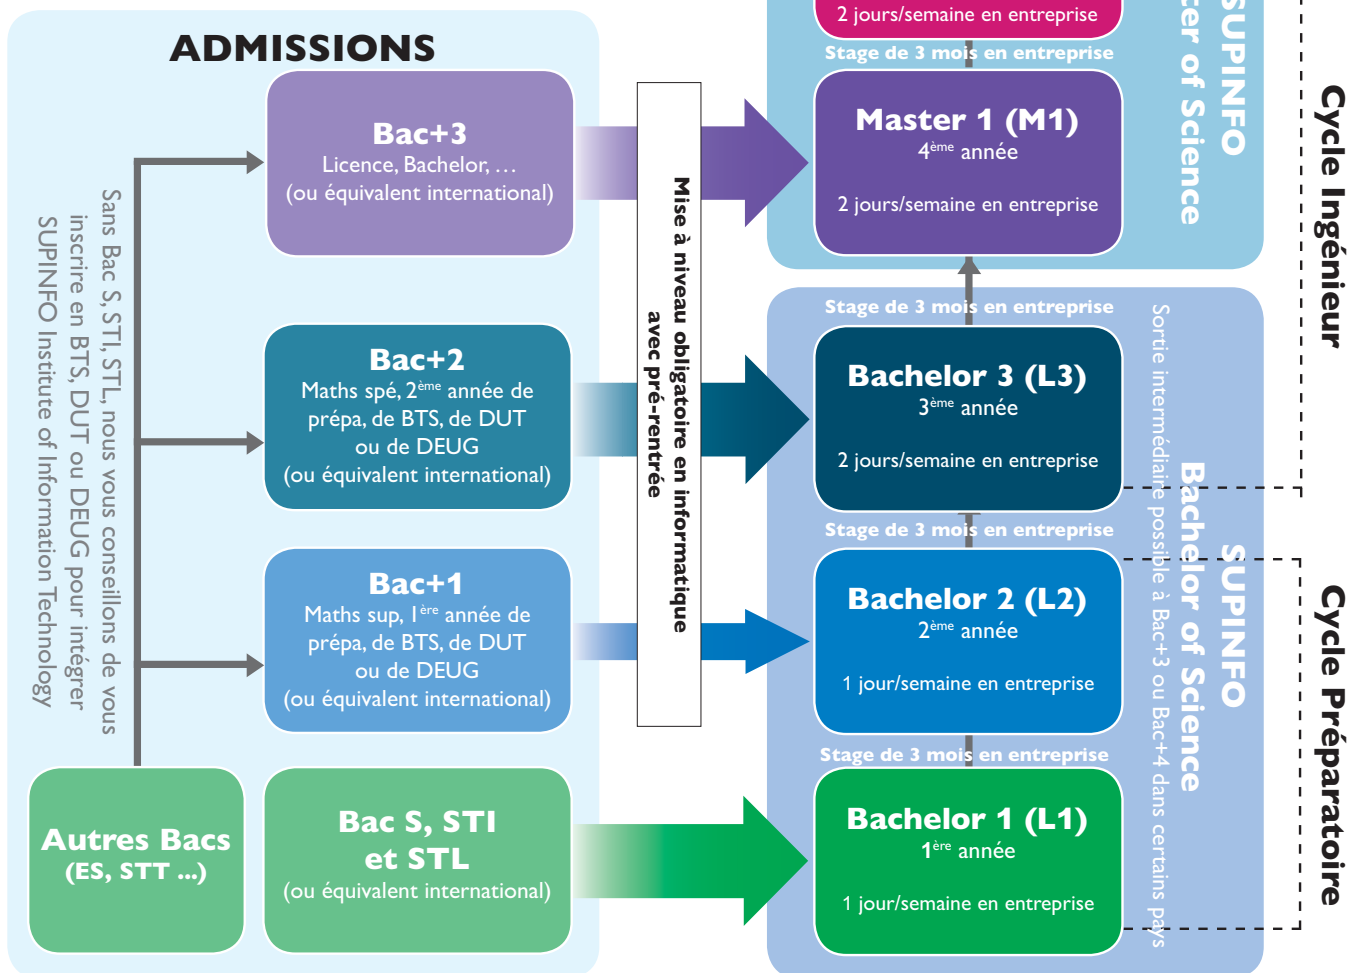 ADMISSIONS
Bac+3
Licence, Bachelor, …
(ou équivalent international)
Bac+2
Maths spé, 2ème année de
prépa, de BTS, de DUT
ou de DEUG
(ou équivalent international)
Bac+1
Maths sup, 1ère année de
prépa, de BTS, de DUT
ou de DEUG
(ou équivalent international)
Autres Bacs
(ES, STT ...)
Bac S, STI
et STL
(ou équivalent international)
Sans Bac S, STI, STL, nous vous conseillons de vous
inscrire en BTS, DUT ou DEUG pour intégrer
SUPINFO Institute of Information Technology
Mise à niveau obligatoire en informatique
avec pré-rentrée
2 jours/semaine en entreprise
Stage de 3 mois en entreprise
Master 1 (M1)
4ème année
2 jours/semaine en entreprise
Stage de 3 mois en entreprise
Bachelor 3 (L3)
3ème année
2 jours/semaine en entreprise
Stage de 3 mois en entreprise
Bachelor 2 (L2)
2ème année
1 jour/semaine en entreprise
Stage de 3 mois en entreprise
Bachelor 1 (L1)
1ère année
1 jour/semaine en entreprise
SUPINFO
ter of Science
SUPINFO
Bachelor of Science
Sortie intermédiaire possible à Bac+3 ou Bac+4 dans certains pays
Cycle Ingénieur
Cycle Préparatoire